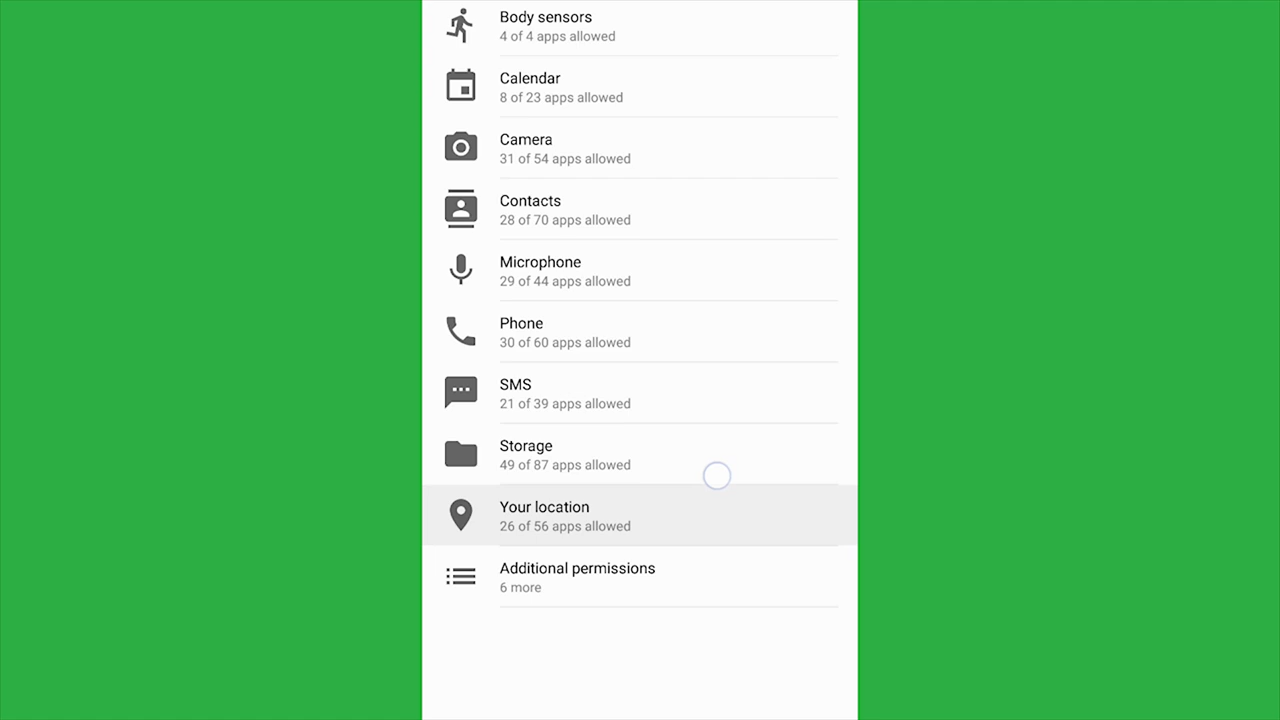 Body sensors
4 of 4 apps allowed
Calendar
8 of 23 apps allowed
Camera
31 of 54 apps allowed
Contacts
28 of 70 apps allowed
Microphone
29 of 44 apps allowed
Phone
30 of 60 apps allowed
SMS
21 of 39 apps allowed
Storage
49 of 87 apps allowed
Your location
26 of 56 apps allowed
Additional permissions
6 more